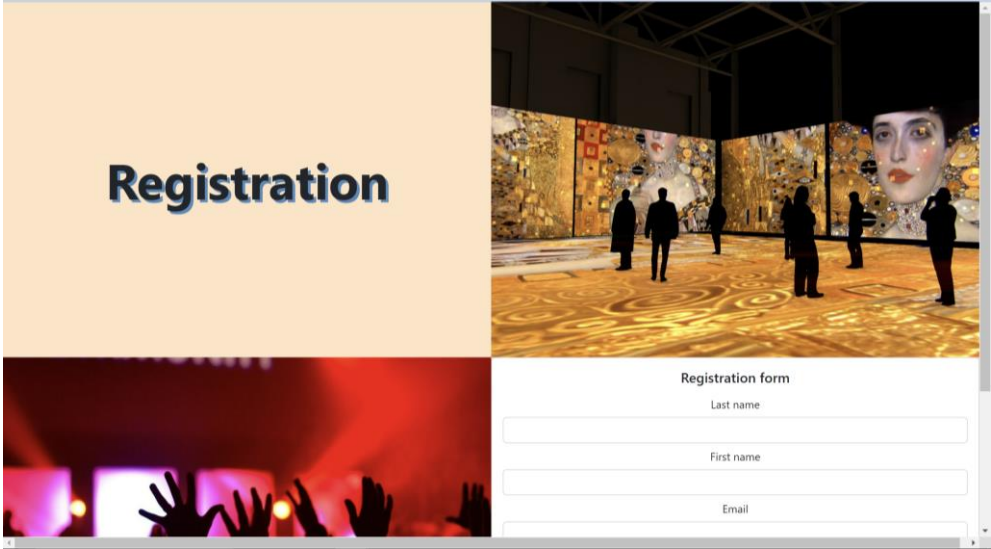 Registration
Registration form
Last name
First name
Email